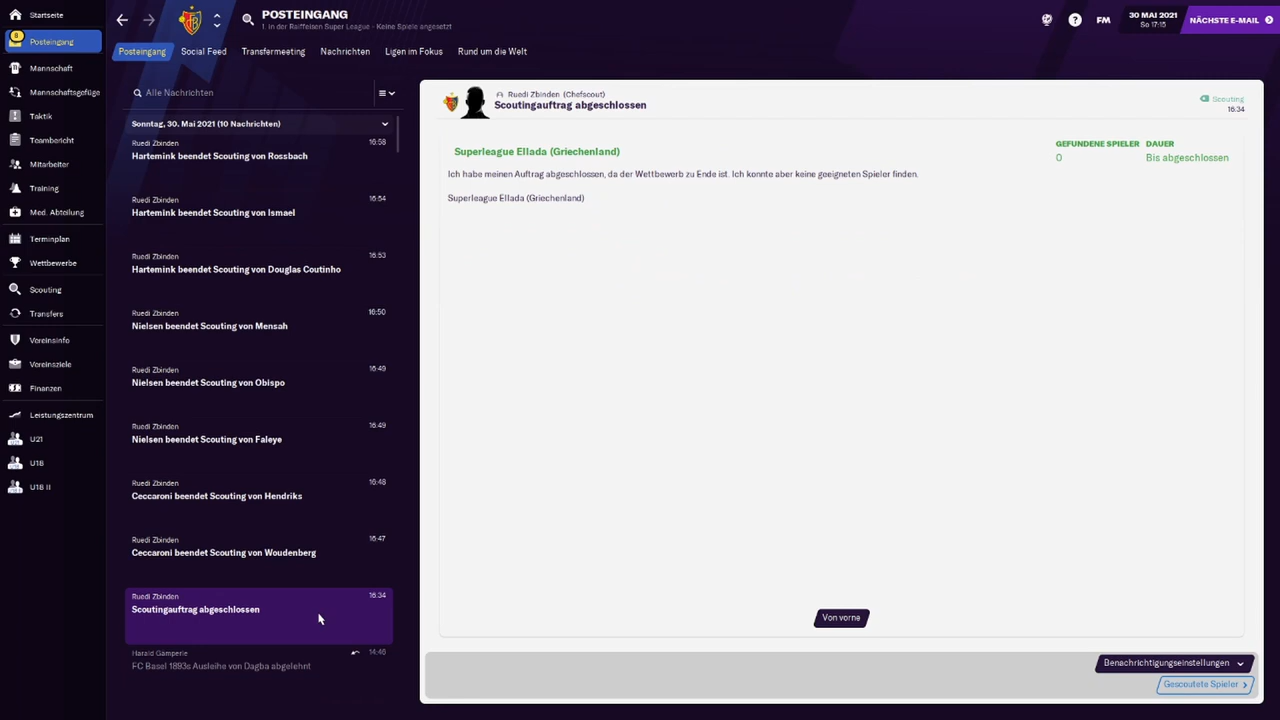 Startseite
8
Posteingang
Mannschaft
Mannschaftsgefüge
Taktik
Teambericht
Mitarbeiter
Training
Med. Abteilung
Terminplan
Wettbewerbe
Scouting
Transfers
Vereinsinfo
Vereinsziele
Finanzen
Leistungszentrum
U21
U18
U18 II
POSTEINGANG
1. in der Raiffeisen Super League - Keine Spiele angesetzt
?
FM
30 MAI 2021
So 17:15
NÄCHSTE E-MAIL
Posteingang
Social Feed
Transfermeeting
Nachrichten
Ligen im Fokus
Rund um die Welt
Alle Nachrichten
Sonntag, 30. Mai 2021 (10 Nachrichten)
Ruedi Zbinden 16:58
Hartemink beendet Scouting von Rossbach
Ruedi Zbinden 16:54
Hartemink beendet Scouting von Ismael
Ruedi Zbinden 16:53
Hartemink beendet Scouting von Douglas Coutinho
Ruedi Zbinden 16:50
Nielsen beendet Scouting von Mensah
Ruedi Zbinden 16:49
Nielsen beendet Scouting von Obispo
Ruedi Zbinden 16:49
Nielsen beendet Scouting von Faleye
Ruedi Zbinden 16:48
Ceccaroni beendet Scouting von Hendriks
Ruedi Zbinden 16:47
Ceccaroni beendet Scouting von Woudenberg
Ruedi Zbinden 16:34
Scoutingauftrag abgeschlossen
Harald Gämperle 14:46
FC Basel 1893s Ausleihe von Dagba abgelehnt
Ruedi Zbinden (Chefscout)
Scoutingauftrag abgeschlossen
Scouting
16:34
Superleague Ellada (Griechenland)
GEFUNDENE SPIELER DAUER
0 Bis abgeschlossen
Ich habe meinen Auftrag abgeschlossen, da der Wettbewerb zu Ende ist. Ich konnte aber keine geeigneten Spieler finden.
Superleague Ellada (Griechenland)
Von vorne
Benachrichtigungseinstellungen
Gescoutete Spieler